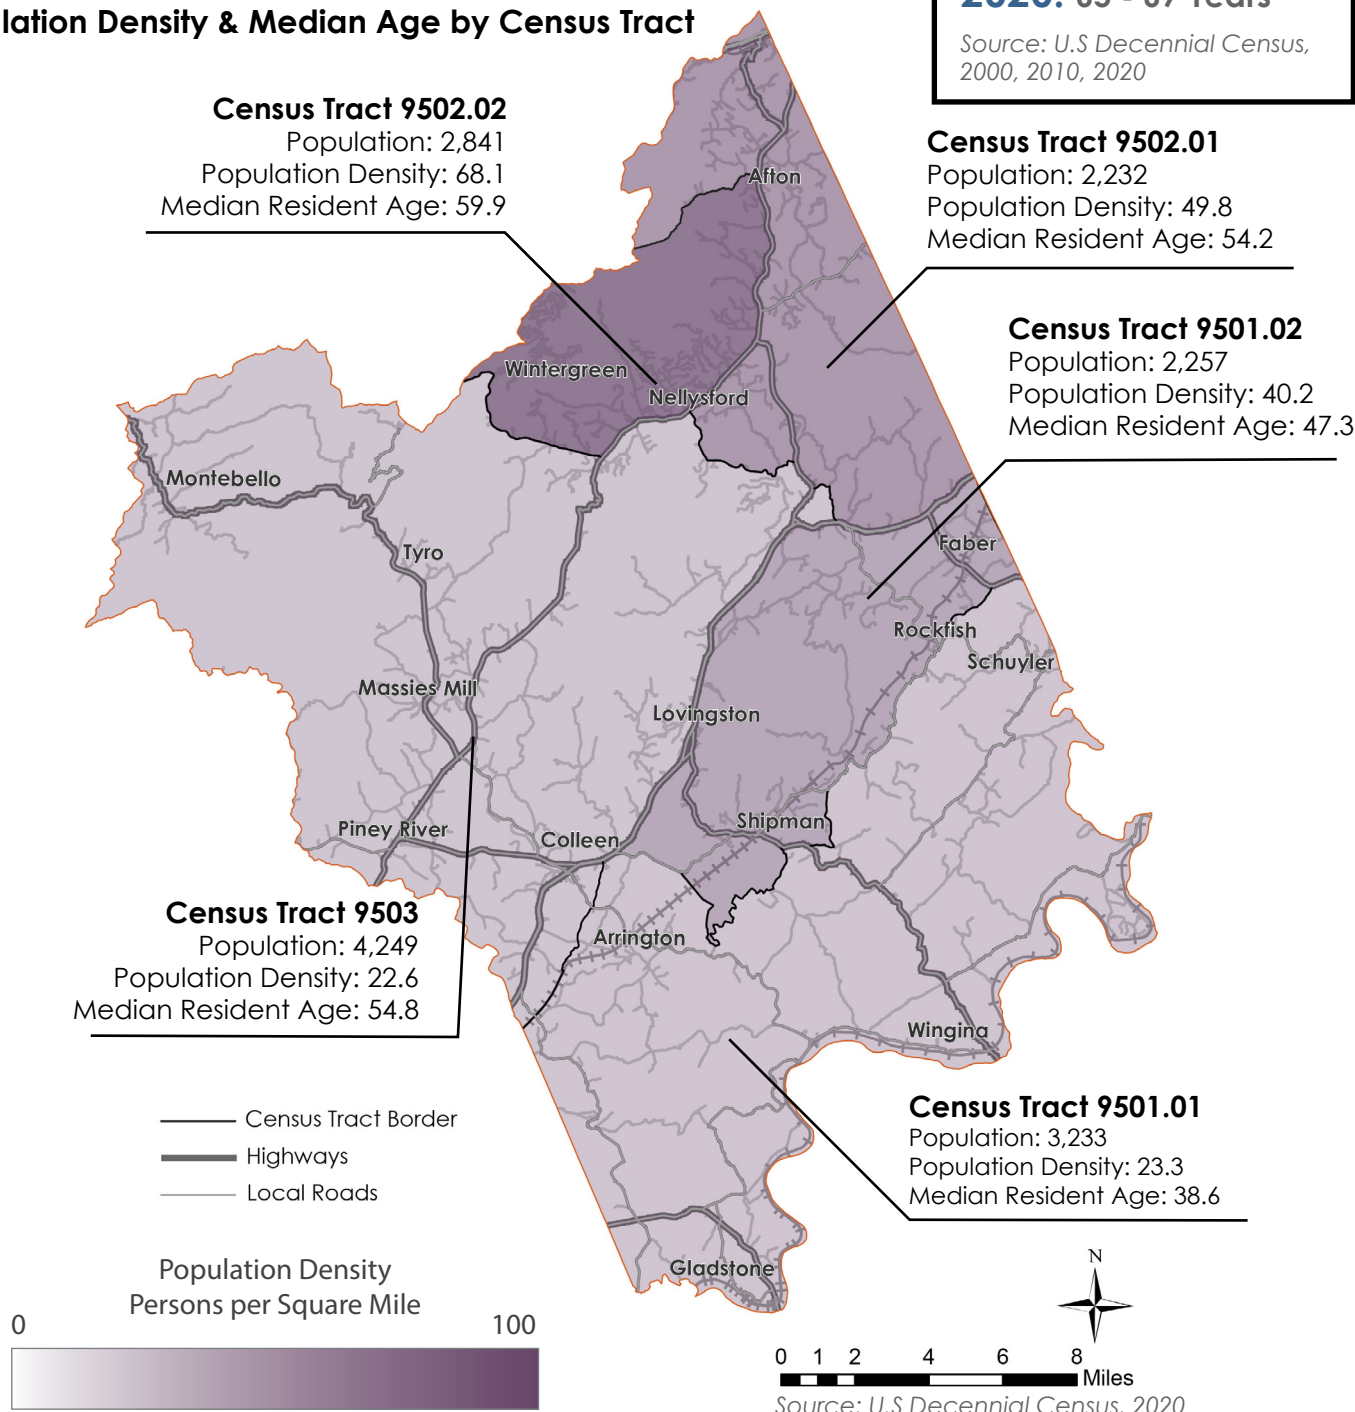 lation Density & Median Age by Census Tract
2020: 65 - 67 Years
Source: U.S Decennial Census,
2000, 2010, 2020
Census Tract 9502.02
Population: 2,841
Population Density: 68.1
Median Resident Age: 59.9
Census Tract 9502.01
Population: 2,232
Population Density: 49.8
Median Resident Age: 54.2
Census Tract 9501.02
Population: 2,257
Population Density: 40.2
Median Resident Age: 47.3
Afton
Wintergreen
Nellysford
Montebello
Tyro
Faber
Rockfish
Schuyler
Massies Mill
Lovingston
Piney River
Colleen
Shipman
Census Tract 9503
Population: 4,249
Population Density: 22.6
Median Resident Age: 54.8
Arrington
Wingina
Census Tract 9501.01
Population: 3,233
Population Density: 23.3
Median Resident Age: 38.6
Census Tract Border
Highways
Local Roads
Gladstone
Population Density
Persons per Square Mile
0 100
N
0 1 2 4 6 8
Miles
Source: U.S Decennial Census, 2020